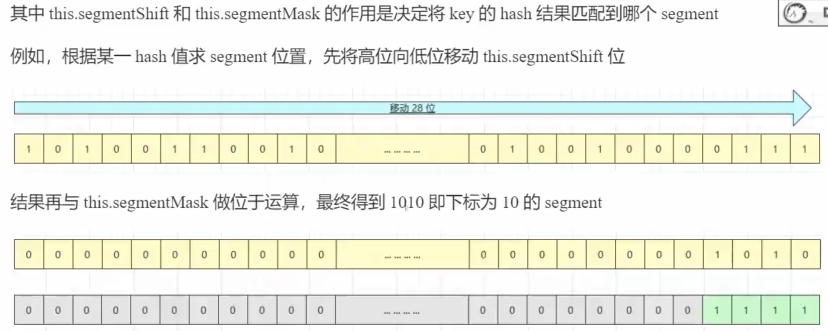 其中 this.segmentShift 和 this.segmentMask 的作用是决定将 key 的 hash 结果匹配到哪个 segment
例如，根据某一 hash 值求 segment 位置，先将高位向低位移动 this.segmentShift 位
移动 28 位
1 0 1 0 0 1 1 0 0 1 0 … … … … 0 1 0 0 1 0 0 0 0 1 1 1
结果再与 this.segmentMask 做位于运算，最终得到 1010 即下标为 10 的 segment
0 0 0 0 0 0 0 0 0 0 0 … … … … 0 0 0 0 0 0 0 0 1 0 1 0
0 0 0 0 0 0 0 0 0 0 0 … … … … 0 0 0 0 0 0 0 0 1 1 1 1